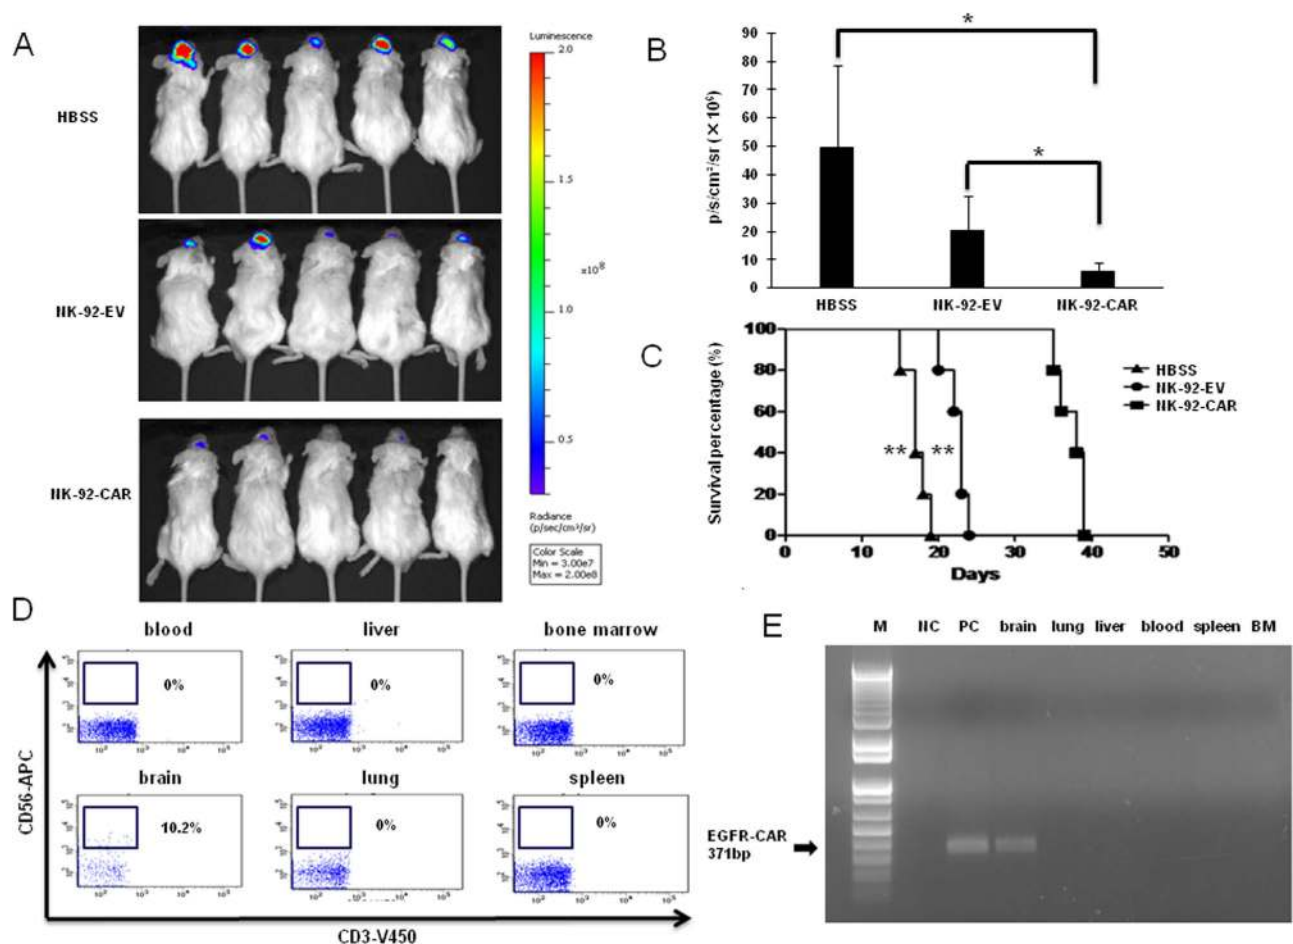 A
HBSS
NK-92-EV
NK-92-CAR
Luminescence
2.0
1.5
x10⁸
1.0
0.5
Radiance
(p/sec/cm²/sr)
Color Scale
Min = 3.00e7
Max = 2.00e8
B
*
*
p/s/cm²/sr (×10⁶)
90
80
70
60
50
40
30
20
10
0
HBSS NK-92-EV NK-92-CAR
C
Survival percentage (%)
100
80
60
40
20
0
** **
0 10 20 30 40 50
Days
HBSS
NK-92-EV
NK-92-CAR
D
blood liver bone marrow
0% 0% 0%
brain lung spleen
10.2% 0% 0%
CD56-APC
CD3-V450
E
M NC PC brain lung liver blood spleen BM
EGFR-CAR
371bp